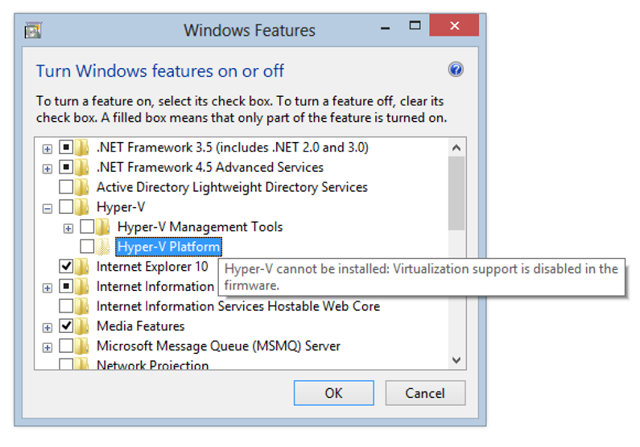 Windows Features
Turn Windows features on or off
To turn a feature on, select its check box. To turn a feature off, clear its
check box. A filled box means that only part of the feature is turned on.
.NET Framework 3.5 (includes .NET 2.0 and 3.0)
.NET Framework 4.5 Advanced Services
Active Directory Lightweight Directory Services
Hyper-V
Hyper-V Management Tools
Hyper-V Platform
Internet Explorer 10
Hyper-V cannot be installed: Virtualization support is disabled in the
firmware.
Internet Information
Internet Information Services Hostable Web Core
Media Features
Microsoft Message Queue (MSMQ) Server
Network Projection
OK
Cancel